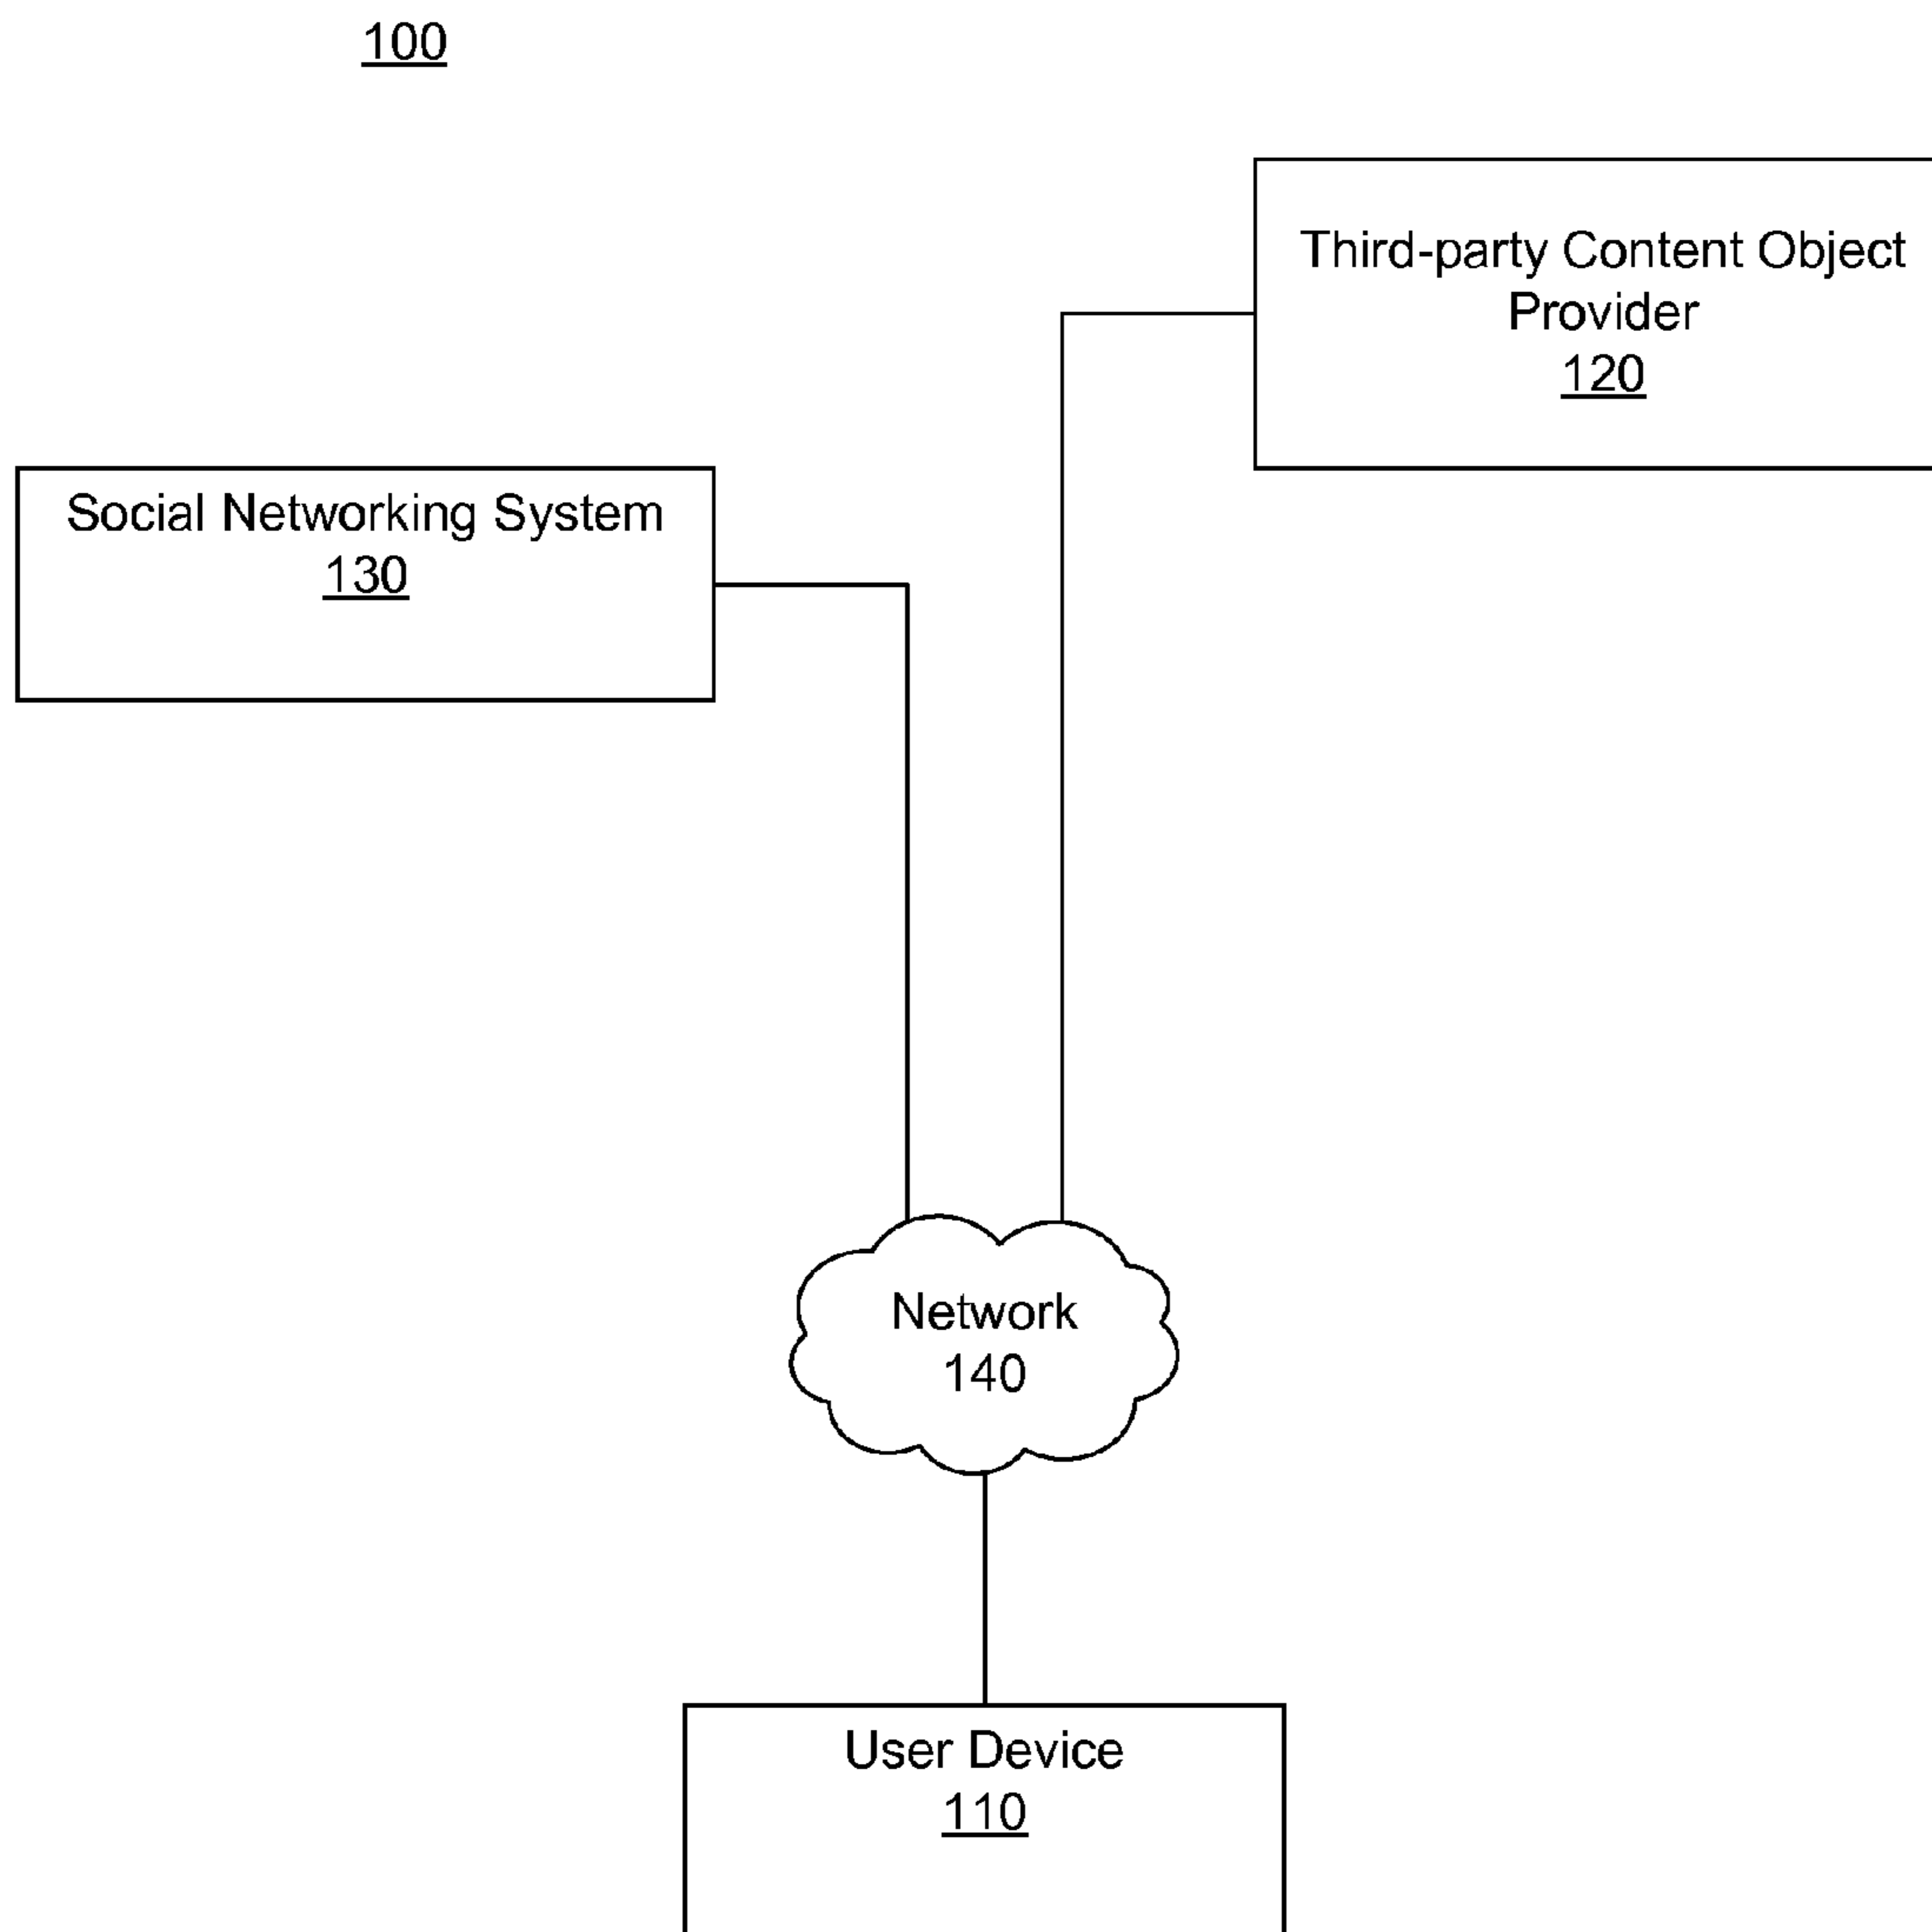 100
Third-party Content Object
Provider
120
Social Networking System
130
Network
140
User Device
110